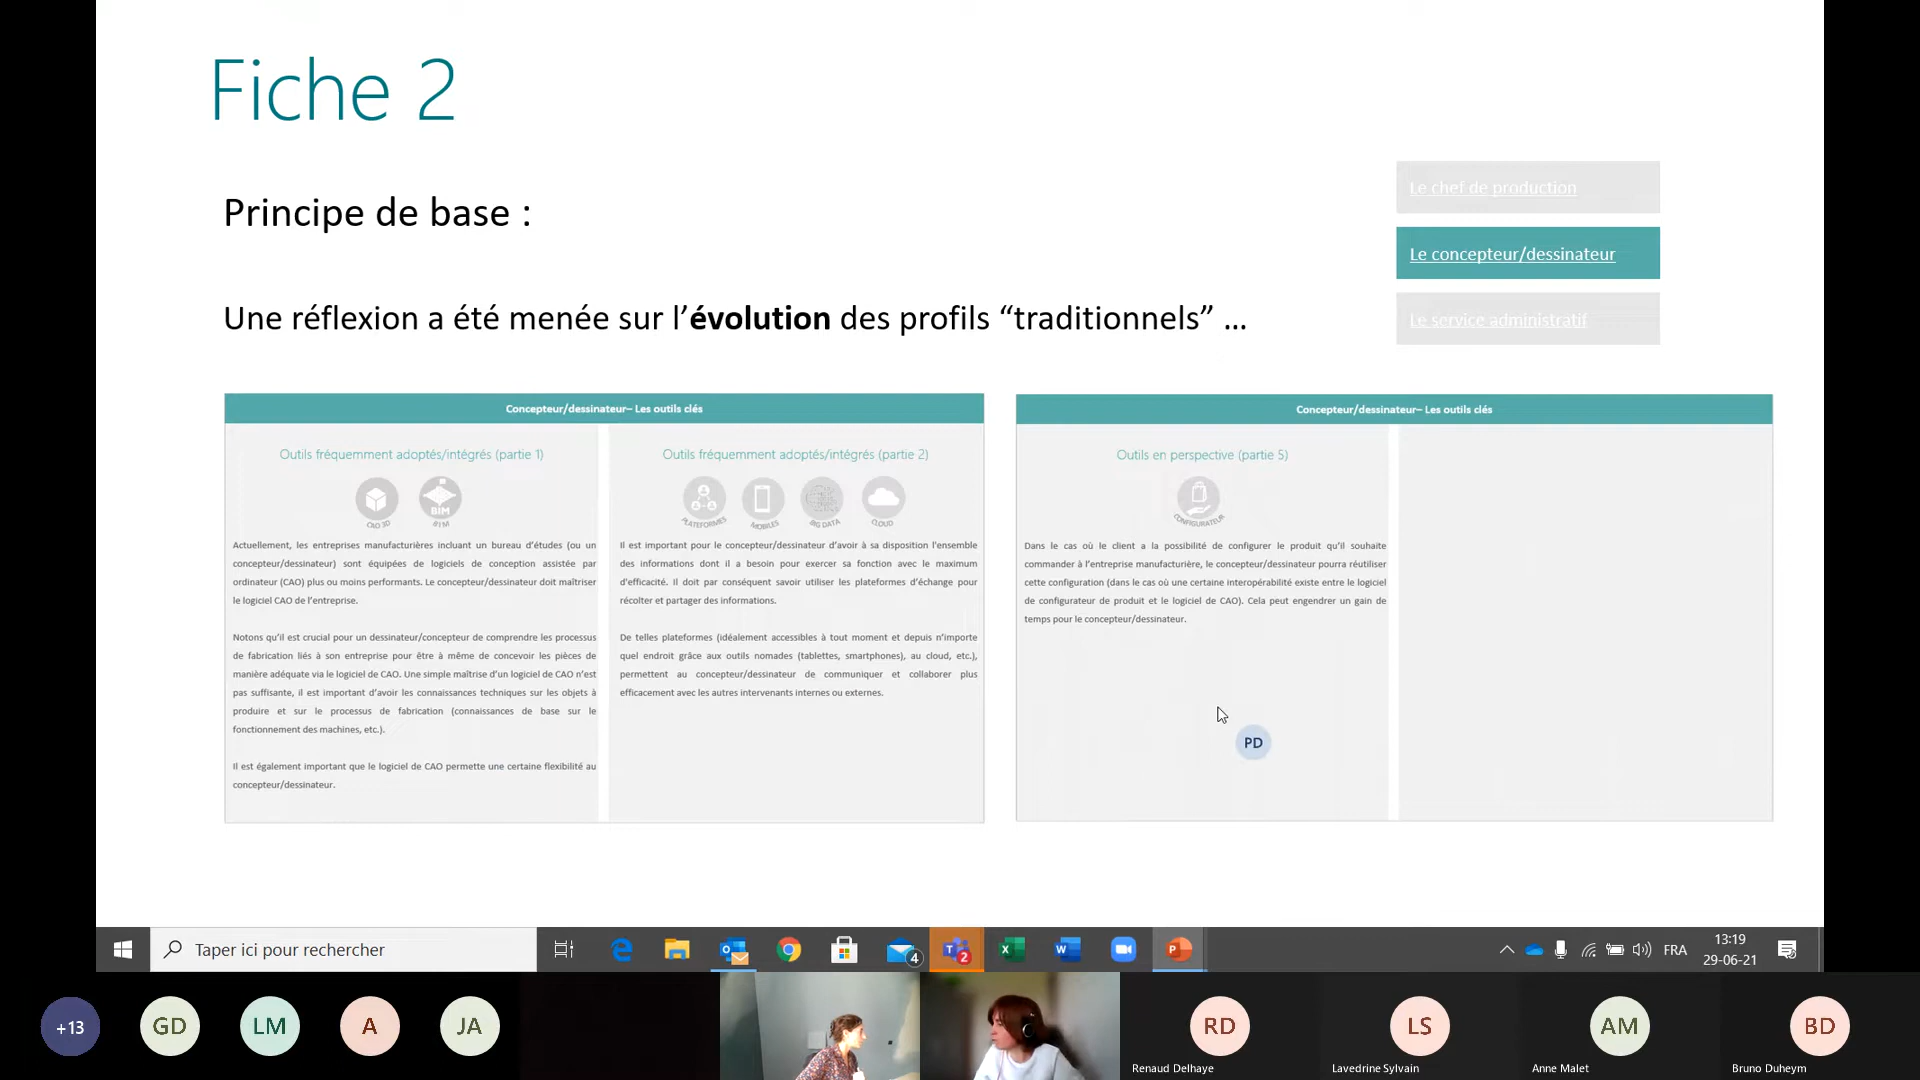 Fiche 2
Principe de base :
Une réflexion a été menée sur l’évolution des profils “traditionnels” ...
Le chef de production
Le concepteur/dessinateur
Le service administratif
Concepteur/dessinateur– Les outils clés
Outils fréquemment adoptés/intégrés (partie 1)
CAO 3D
BIM
BIM
Actuellement, les entreprises manufacturières incluant un bureau d’études (ou un
concepteur/dessinateur) sont équipées de logiciels de conception assistée par
ordinateur (CAO) plus ou moins performants. Le concepteur/dessinateur doit maîtriser
le logiciel CAO de l’entreprise.
Notons qu’il est crucial pour un dessinateur/concepteur de comprendre les processus
de fabrication liés à son entreprise pour être à même de concevoir les pièces de
manière adéquate via le logiciel de CAO. Une simple maîtrise d’un logiciel de CAO n’est
pas suffisante, il est important d’avoir les connaissances techniques sur les objets à
produire et sur le processus de fabrication (connaissances de base sur le
fonctionnement des machines, etc.).
Il est également important que le logiciel de CAO permette une certaine flexibilité au
concepteur/dessinateur.
Outils fréquemment adoptés/intégrés (partie 2)
PLATEFORMES
MOBILES
BIG DATA
CLOUD
Il est important pour le concepteur/dessinateur d’avoir à sa disposition l'ensemble
des informations dont il a besoin pour exercer sa fonction avec le maximum
d'efficacité. Il doit par conséquent savoir utiliser les plateformes d’échange pour
récolter et partager des informations.
De telles plateformes (idéalement accessibles à tout moment et depuis n’importe
quel endroit grâce aux outils nomades (tablettes, smartphones), au cloud, etc.),
permettent au concepteur/dessinateur de communiquer et collaborer plus
efficacement avec les autres intervenants internes ou externes.
Concepteur/dessinateur– Les outils clés
Outils en perspective (partie 5)
CONFIGURATEUR
Dans le cas où le client a la possibilité de configurer le produit qu’il souhaite
commander à l’entreprise manufacturière, le concepteur/dessinateur pourra réutiliser
cette configuration (dans le cas où une certaine interopérabilité existe entre le logiciel
de configurateur de produit et le logiciel de CAO). Cela peut engendrer un gain de
temps pour le concepteur/dessinateur.
PD
Taper ici pour rechercher
4
2
FRA
13:19
29-06-21
+13
GD
LM
A
JA
RD
LS
AM
BD
Renaud Delhaye
Lavedrine Sylvain
Anne Malet
Bruno Duheym